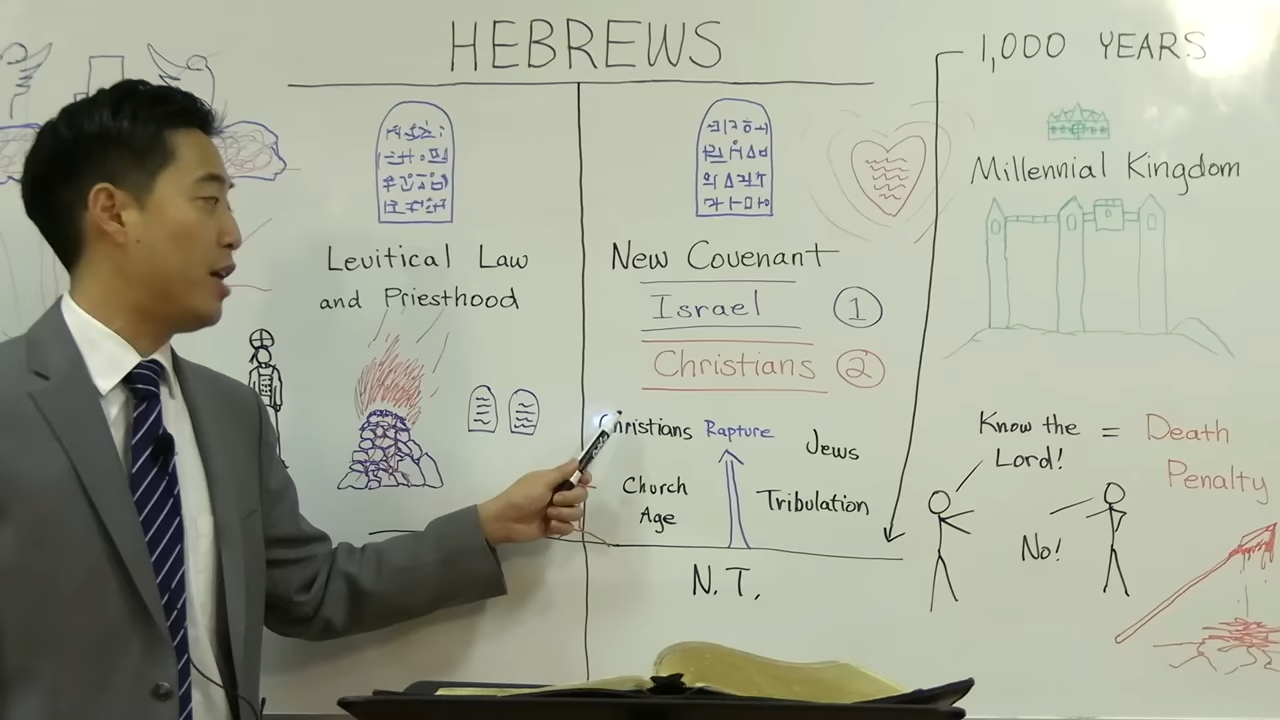 HEBREWS
Levitical Law
and Priesthood
New Covenant
Israel 1
Christians 2
Christians Rapture Jews
Church
Age
Tribulation
N.T.
1,000 YEARS
Millennial Kingdom
Know the
Lord!
= Death
Penalty
No!